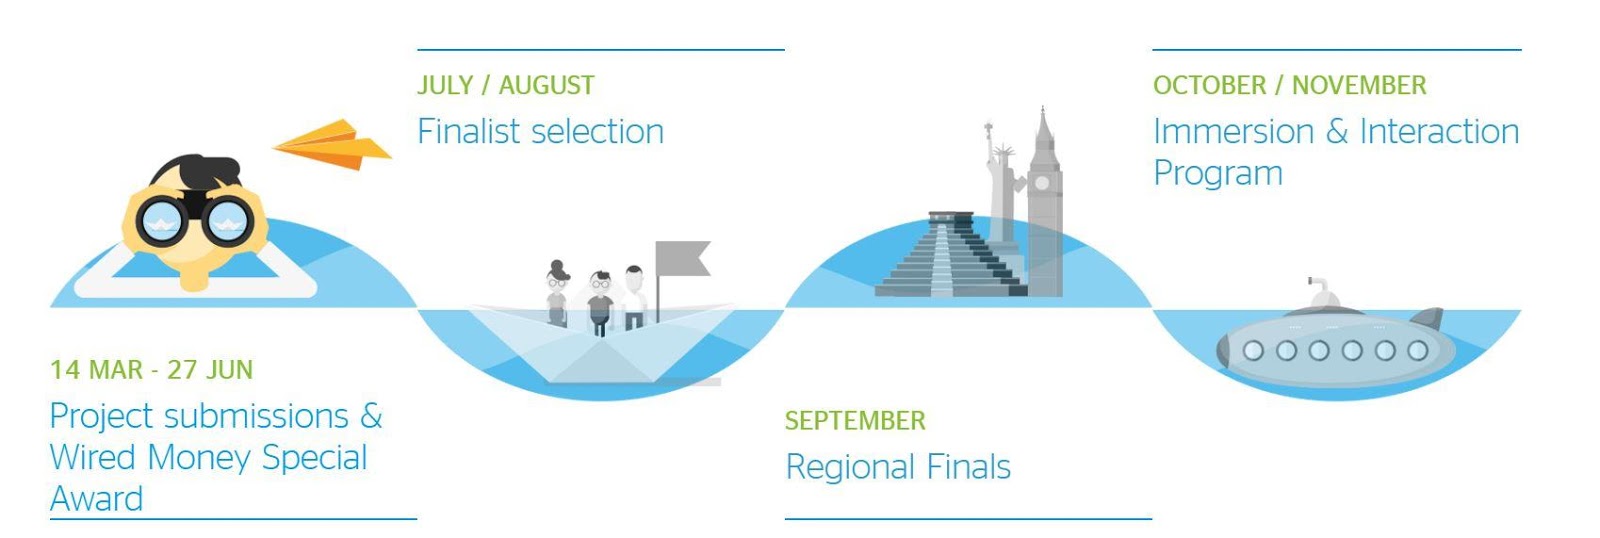 14 MAR - 27 JUN
Project submissions &
Wired Money Special
Award
JULY / AUGUST
Finalist selection
SEPTEMBER
Regional Finals
OCTOBER / NOVEMBER
Immersion & Interaction
Program